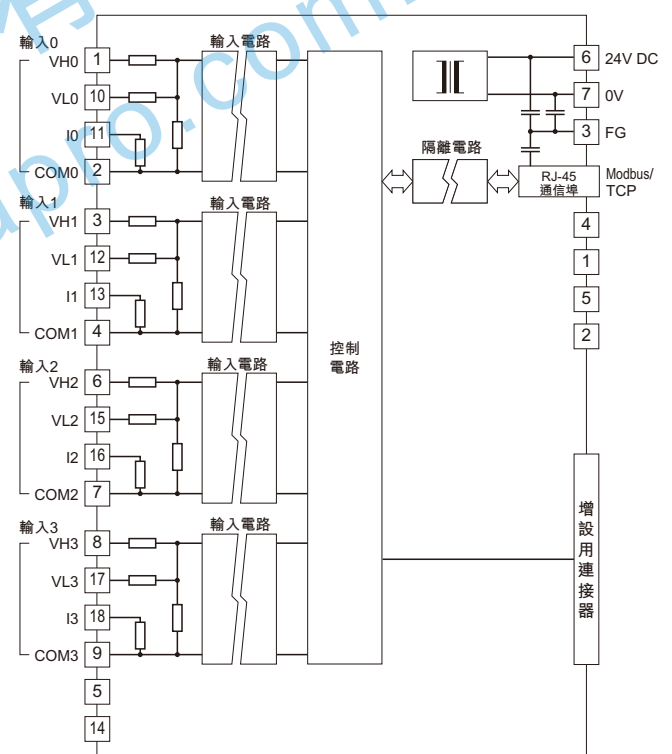 輸入0
VH0 1
VL0 10
I0 11
COM0 2
輸入電路
輸入1
VH1 3
VL1 12
I1 13
COM1 4
輸入電路
輸入2
VH2 6
VL2 15
I2 16
COM2 7
輸入電路
輸入3
VH3 8
VL3 17
I3 18
COM3 9
輸入電路
5
14
控制
電路
隔離電路
6 24V DC
7 0V
3 FG
RJ-45
通信埠
Modbus/
TCP
4
1
5
2
增設用連接器
apro.com